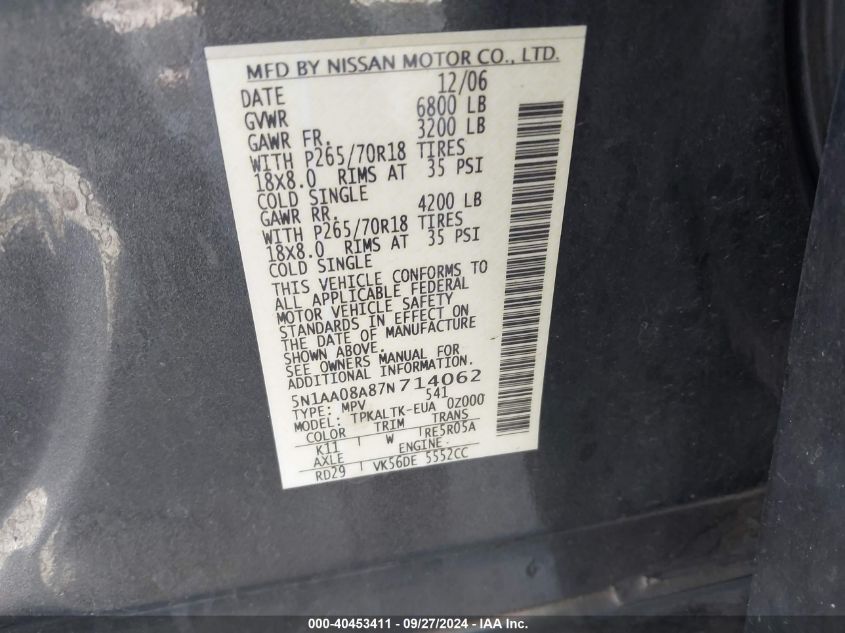 MFD BY NISSAN MOTOR CO., LTD.
DATE 12/06
GVWR 6800 LB
GAWR FR. 3200 LB
WITH P265/70R18 TIRES
18X8.0 RIMS AT 35 PSI
COLD SINGLE
GAWR RR. 4200 LB
WITH P265/70R18 TIRES
18X8.0 RIMS AT 35 PSI
COLD SINGLE
THIS VEHICLE CONFORMS TO
ALL APPLICABLE FEDERAL
MOTOR VEHICLE SAFETY
STANDARDS IN EFFECT ON
THE DATE OF MANUFACTURE
SHOWN ABOVE.
SEE OWNERS MANUAL FOR
ADDITIONAL INFORMATION.
5N1AA08A87N714062
TYPE: MPV 541
MODEL: TPKALTK-EUA 0Z000
COLOR TRIM TRANS
K11 W RE5R05A
AXLE ENGINE
RD29 VK56DE 5552CC
000-40453411 - 09/27/2024 - IAA Inc.